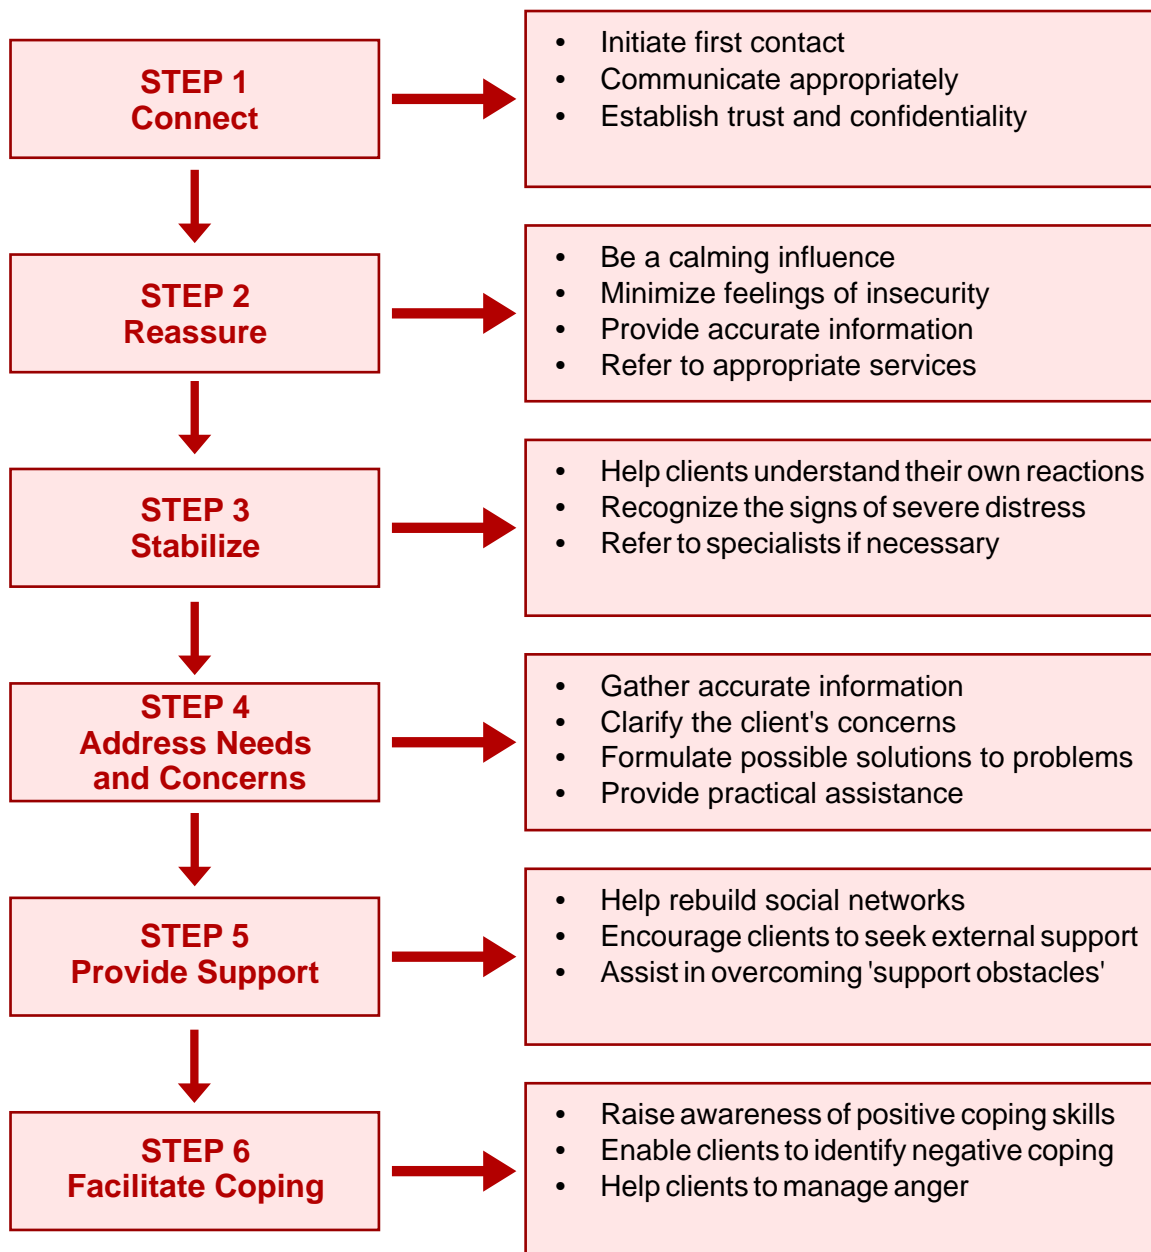 STEP 1
Connect
• Initiate first contact
• Communicate appropriately
• Establish trust and confidentiality
STEP 2
Reassure
• Be a calming influence
• Minimize feelings of insecurity
• Provide accurate information
• Refer to appropriate services
STEP 3
Stabilize
• Help clients understand their own reactions
• Recognize the signs of severe distress
• Refer to specialists if necessary
STEP 4
Address Needs
and Concerns
• Gather accurate information
• Clarify the client's concerns
• Formulate possible solutions to problems
• Provide practical assistance
STEP 5
Provide Support
• Help rebuild social networks
• Encourage clients to seek external support
• Assist in overcoming 'support obstacles'
STEP 6
Facilitate Coping
• Raise awareness of positive coping skills
• Enable clients to identify negative coping
• Help clients to manage anger